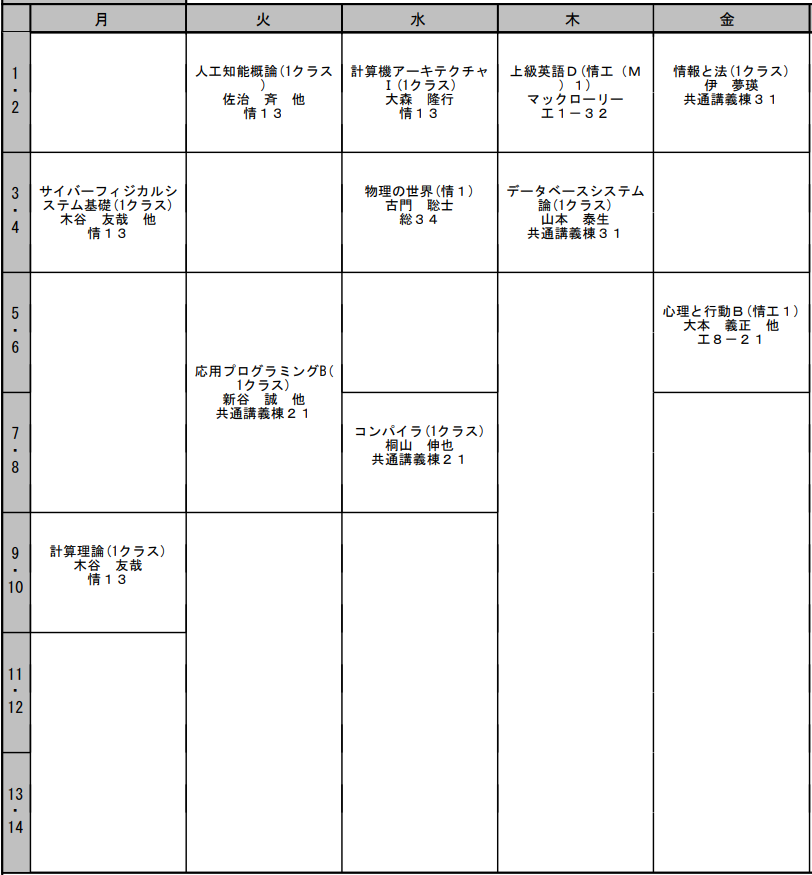 月 火 水 木 金
1・2
人工知能概論(1クラス
)
佐治 斉 他
情13
計算機アーキテクチャ
I(1クラス)
大森 隆行
情13
上級英語D(情工(M
)1)
マックローリー
工1-32
情報と法(1クラス)
伊 夢瑛
共通講義棟31
3・4
サイバーフィジカルシ
ステム基礎(1クラス)
木谷 友哉 他
情13
物理の世界(情1)
古門 聡士
総34
データベースシステム
論(1クラス)
山本 泰生
共通講義棟31
5・6
応用プログラミングB(
1クラス)
新谷 誠 他
共通講義棟21
心理と行動B(情工1)
大本 義正 他
工8-21
7・8
コンパイラ(1クラス)
桐山 伸也
共通講義棟21
9・10
計算理論(1クラス)
木谷 友哉
情13
11・12
13・14